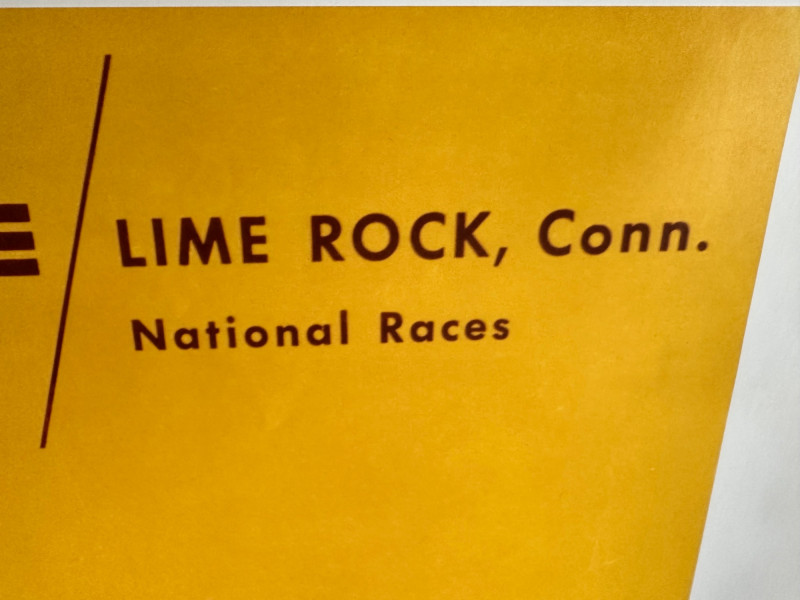 LIME ROCK, Conn.
National Races